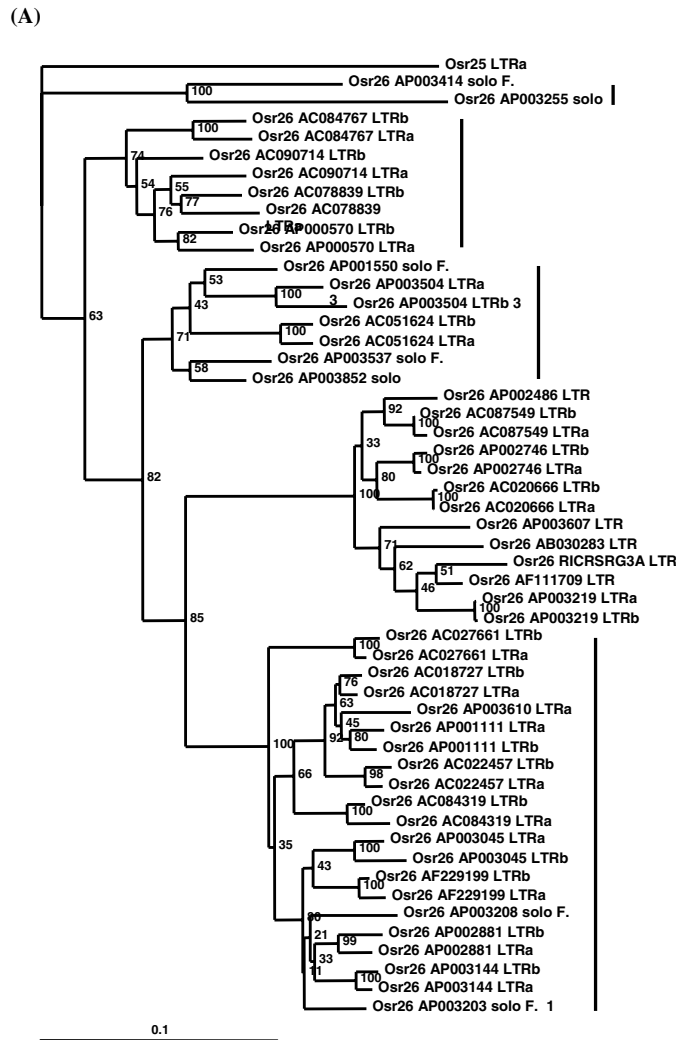 (A)
Osr25 LTRa
Osr26 AP003414 solo F.
100
Osr26 AP003255 solo
Osr26 AC084767 LTRb
100
Osr26 AC084767 LTRa
74
Osr26 AC090714 LTRb
Osr26 AC090714 LTRa
54
55
Osr26 AC078839 LTRb
77
Osr26 AC078839
LTRa
76
Osr26 AP000570 LTRb
82
Osr26 AP000570 LTRa
Osr26 AP001550 solo F.
53
Osr26 AP003504 LTRa
100
3
Osr26 AP003504 LTRb 3
43
63
Osr26 AC051624 LTRb
100
71
Osr26 AC051624 LTRa
Osr26 AP003537 solo F.
58
Osr26 AP003852 solo
Osr26 AP002486 LTR
92
Osr26 AC087549 LTRb
100
Osr26 AC087549 LTRa
33
Osr26 AP002746 LTRb
100
Osr26 AP002746 LTRa
80
82
Osr26 AC020666 LTRb
100
100
Osr26 AC020666 LTRa
Osr26 AP003607 LTR
71
Osr26 AB030283 LTR
62
Osr26 RICRSRG3A LTR
51
Osr26 AF111709 LTR
46
Osr26 AP003219 LTRa
100
Osr26 AP003219 LTRb
85
Osr26 AC027661 LTRb
100
Osr26 AC027661 LTRa
Osr26 AC018727 LTRb
76
Osr26 AC018727 LTRa
63
Osr26 AP003610 LTRa
45
Osr26 AP001111 LTRa
92
80
100
Osr26 AP001111 LTRb
Osr26 AC022457 LTRb
66
98
Osr26 AC022457 LTRa
Osr26 AC084319 LTRb
100
Osr26 AC084319 LTRa
35
Osr26 AP003045 LTRa
100
Osr26 AP003045 LTRb
43
Osr26 AF229199 LTRb
100
Osr26 AF229199 LTRa
Osr26 AP003208 solo F.
21
Osr26 AP002881 LTRb
99
Osr26 AP002881 LTRa
33
Osr26 AP003144 LTRb
11
100
Osr26 AP003144 LTRa
Osr26 AP003203 solo F. 1
0.1